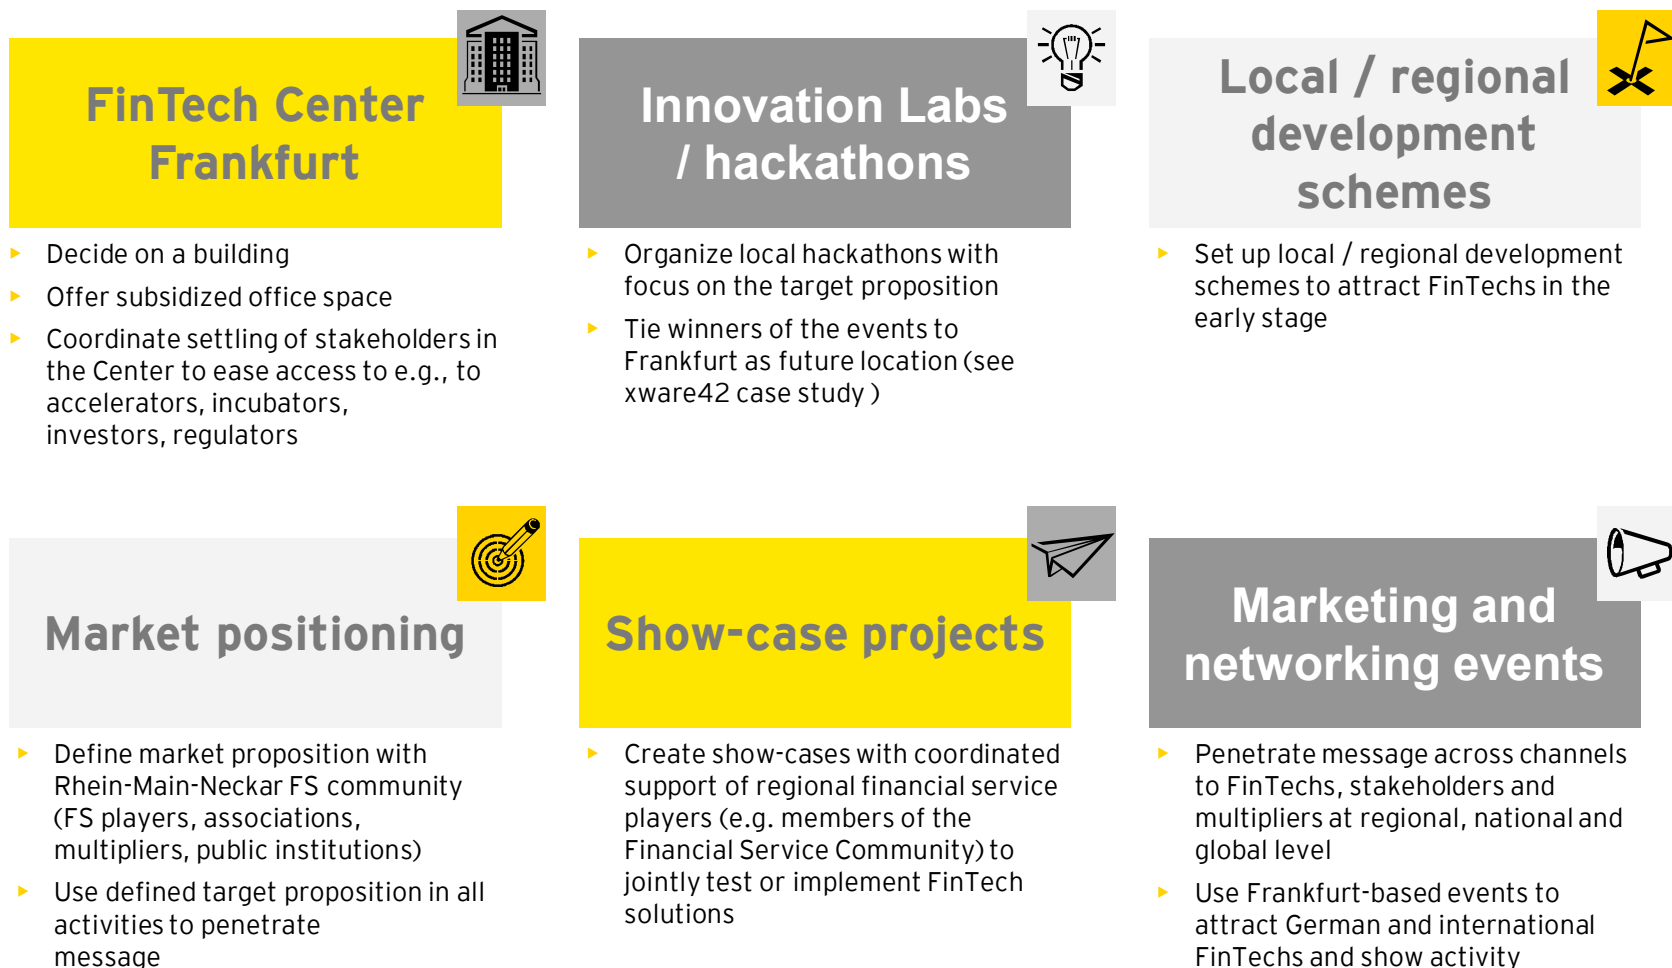 FinTech Center
Frankfurt
▸ Decide on a building
▸ Offer subsidized office space
▸ Coordinate settling of stakeholders in
the Center to ease access to e.g., to
accelerators, incubators,
investors, regulators
Innovation Labs
/ hackathons
▸ Organize local hackathons with
focus on the target proposition
▸ Tie winners of the events to
Frankfurt as future location (see
xware42 case study )
Local / regional
development
schemes
▸ Set up local / regional development
schemes to attract FinTechs in the
early stage
Market positioning
▸ Define market proposition with
Rhein-Main-Neckar FS community
(FS players, associations,
multipliers, public institutions)
▸ Use defined target proposition in all
activities to penetrate
message
Show-case projects
▸ Create show-cases with coordinated
support of regional financial service
players (e.g. members of the
Financial Service Community) to
jointly test or implement FinTech
solutions
Marketing and
networking events
▸ Penetrate message across channels
to FinTechs, stakeholders and
multipliers at regional, national and
global level
▸ Use Frankfurt-based events to
attract German and international
FinTechs and show activity